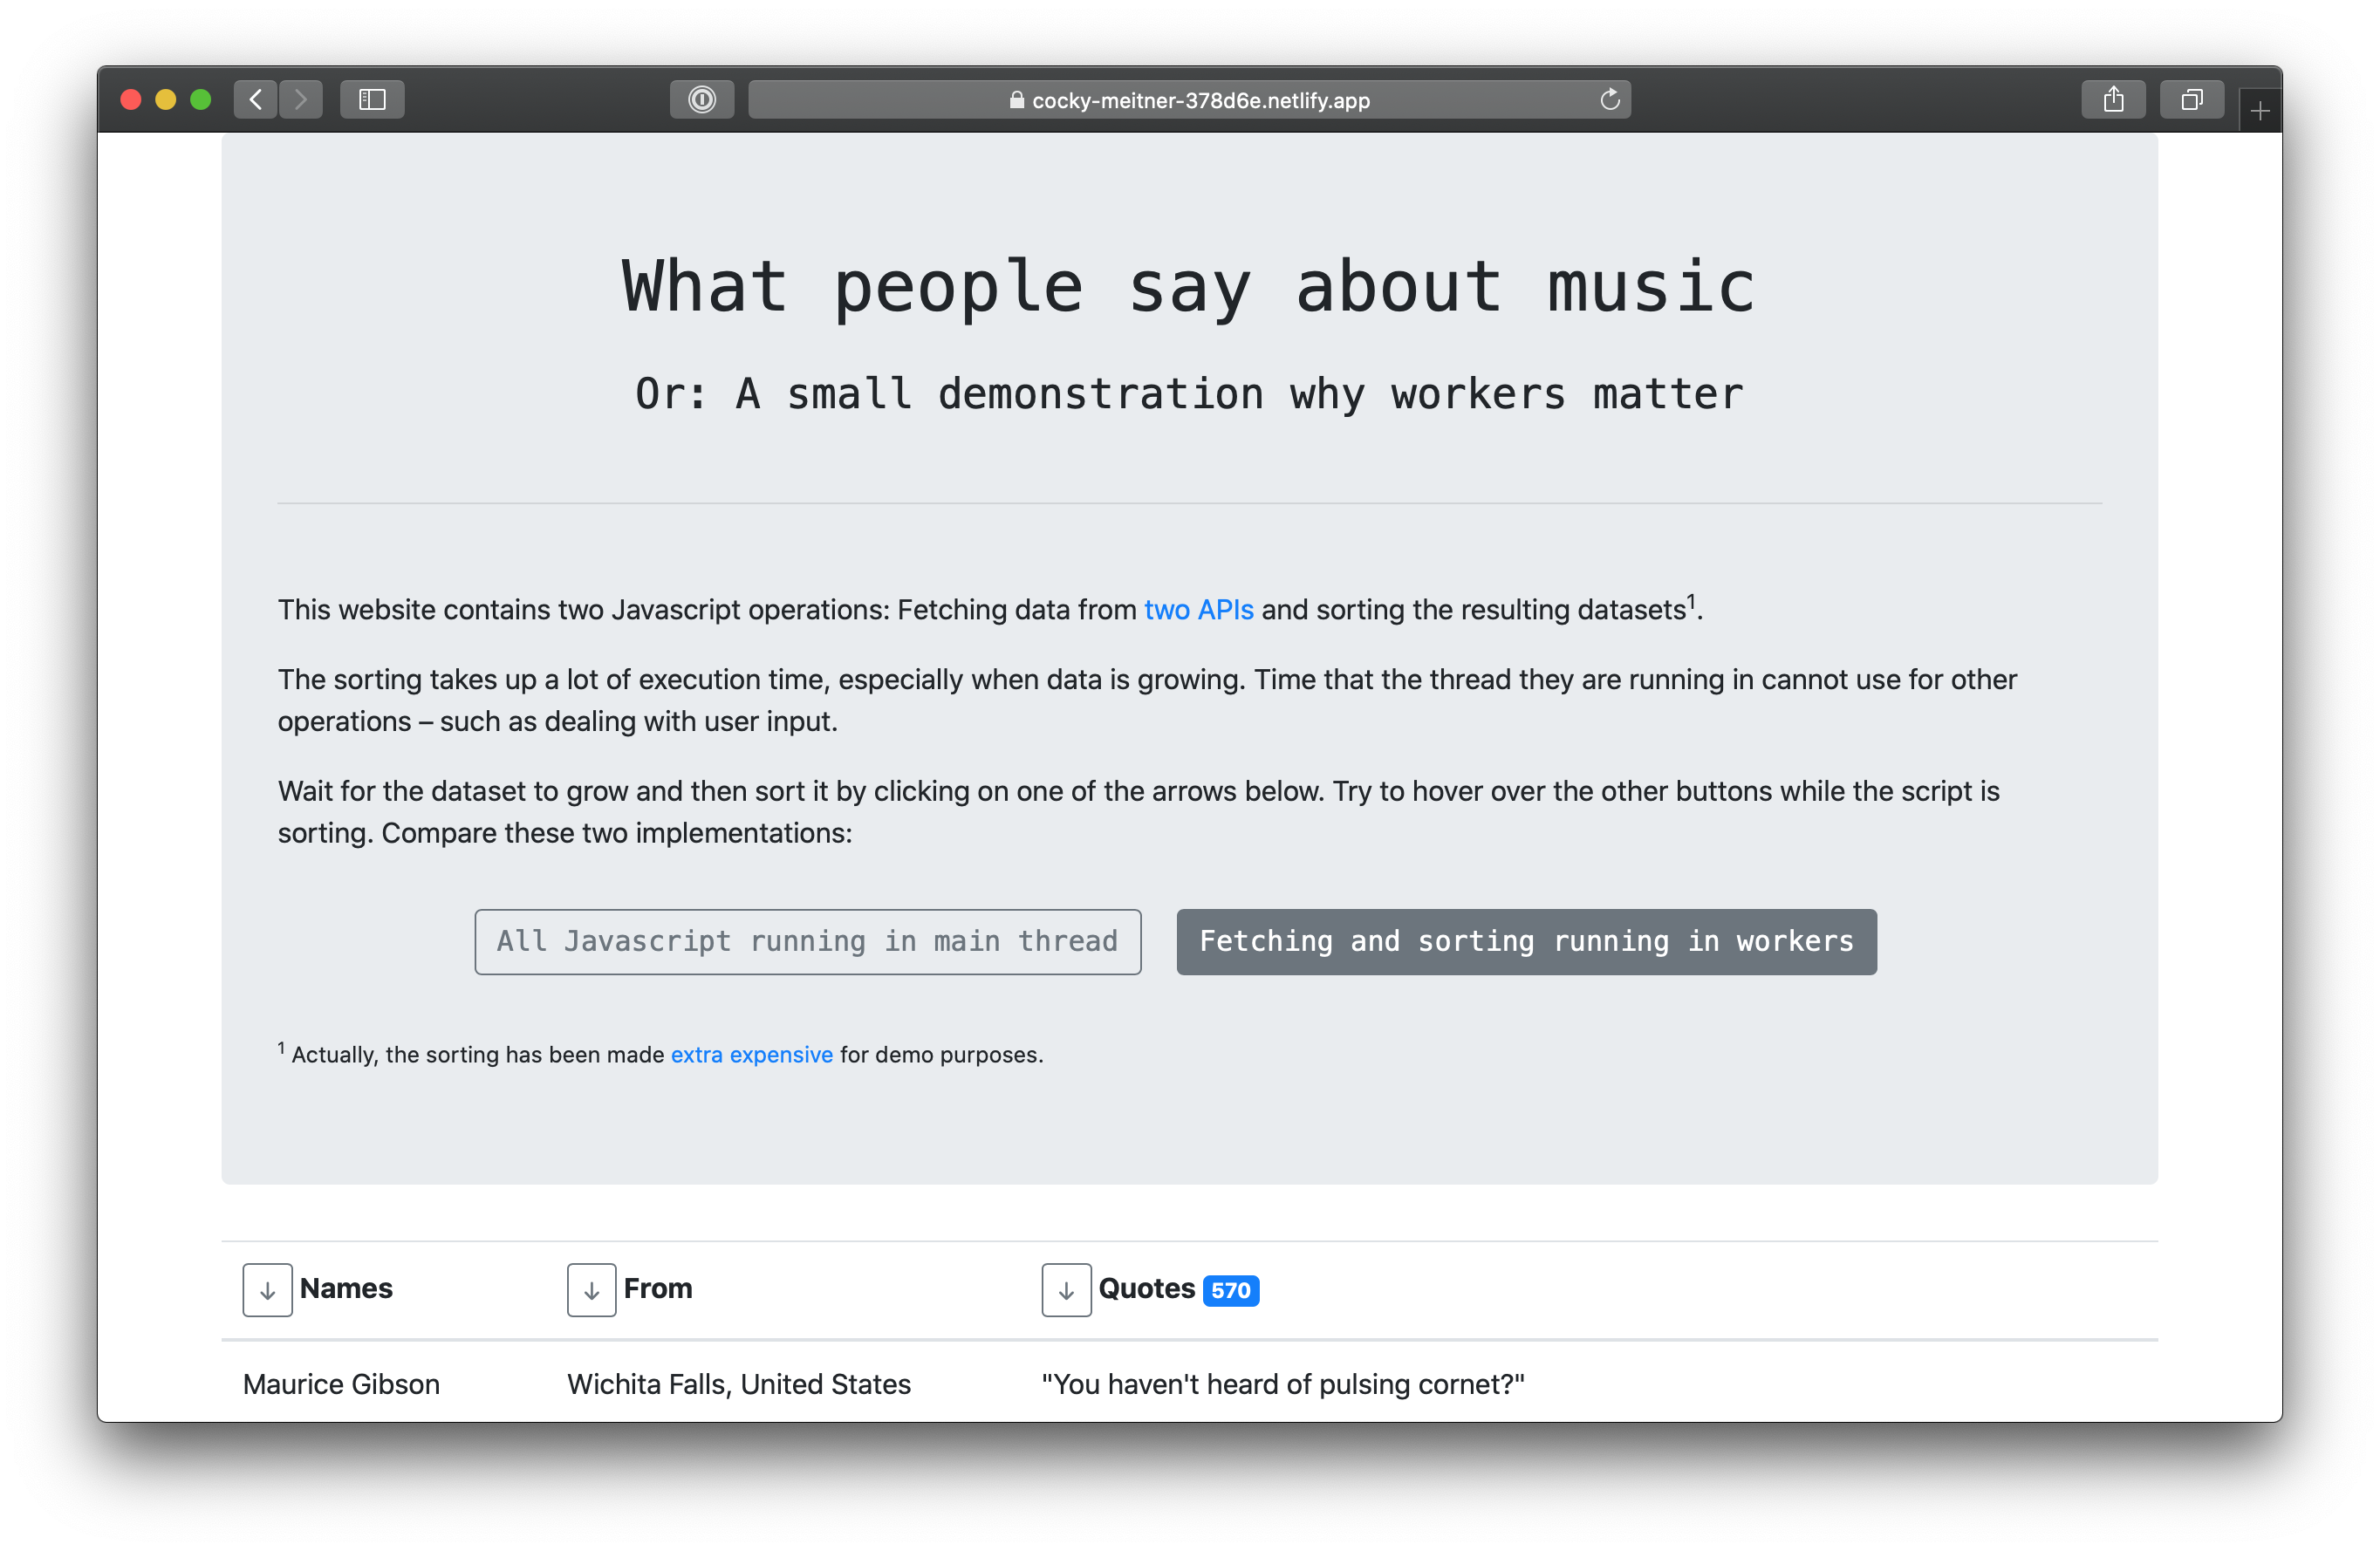 cocky-meitner-378d6e.netlify.app
What people say about music
Or: A small demonstration why workers matter
This website contains two Javascript operations: Fetching data from two APIs and sorting the resulting datasets1.
The sorting takes up a lot of execution time, especially when data is growing. Time that the thread they are running in cannot use for other
operations – such as dealing with user input.
Wait for the dataset to grow and then sort it by clicking on one of the arrows below. Try to hover over the other buttons while the script is
sorting. Compare these two implementations:
All Javascript running in main thread Fetching and sorting running in workers
1 Actually, the sorting has been made extra expensive for demo purposes.
↓ Names ↓ From ↓ Quotes 570
Maurice Gibson Wichita Falls, United States "You haven't heard of pulsing cornet?"